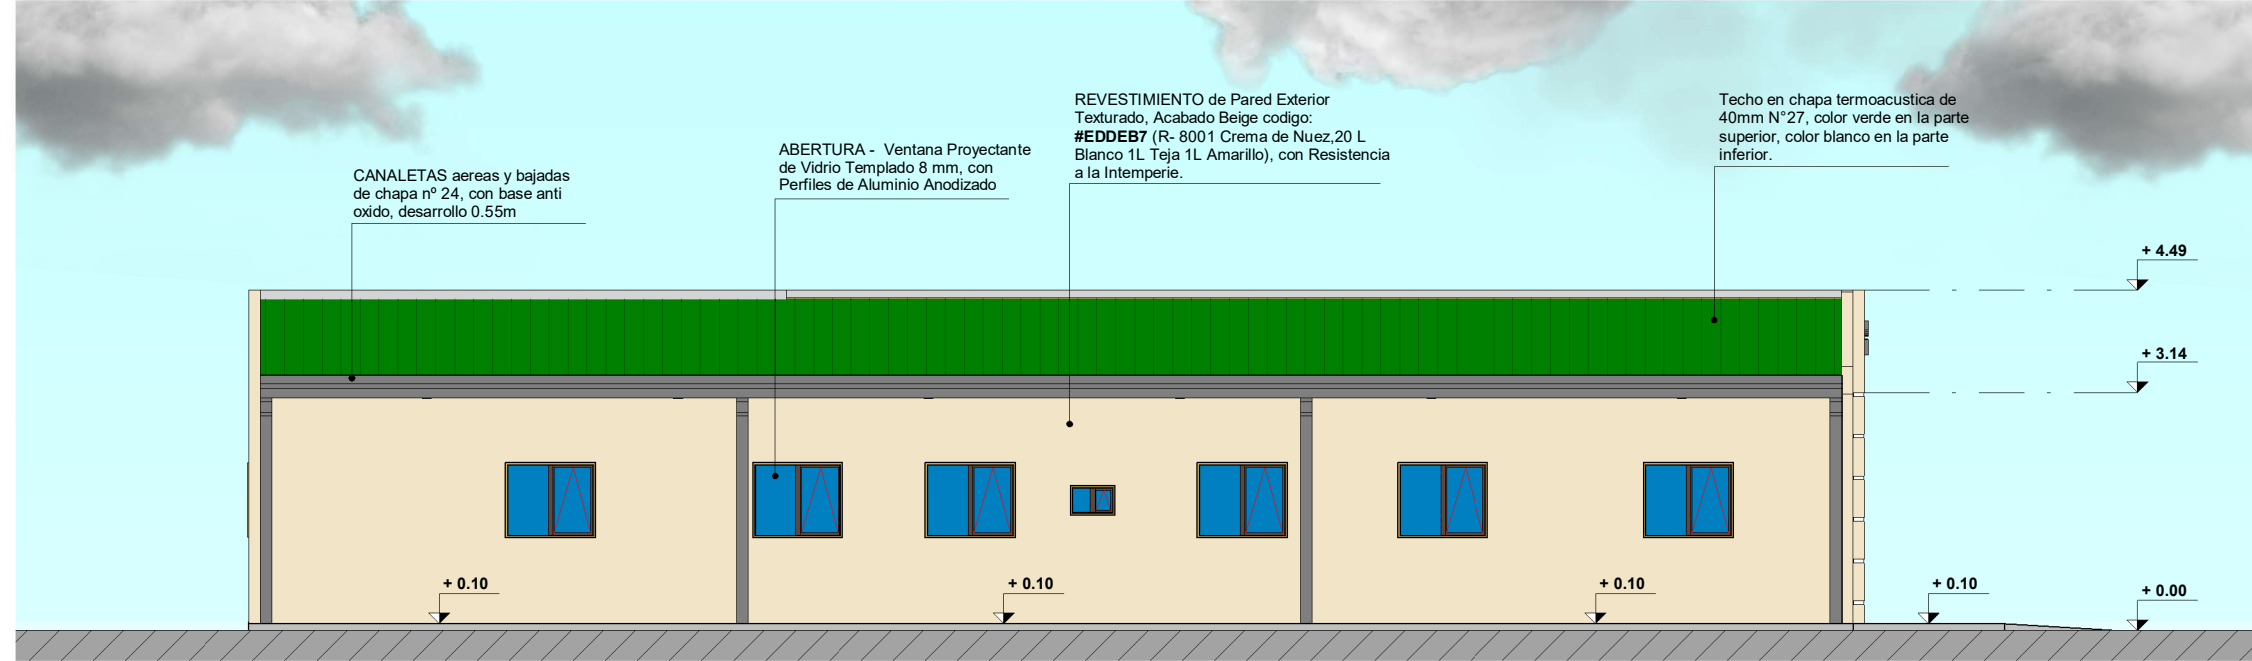 CANALETAS aereas y bajadas
de chapa nº 24, con base anti
oxido, desarrollo 0.55m
ABERTURA - Ventana Proyectante
de Vidrio Templado 8 mm, con
Perfiles de Aluminio Anodizado
REVESTIMIENTO de Pared Exterior
Texturado, Acabado Beige codigo:
#EDDEB7 (R- 8001 Crema de Nuez,20 L
Blanco 1L Teja 1L Amarillo), con Resistencia
a la Intemperie.
Techo en chapa termoacustica de
40mm N°27, color verde en la parte
superior, color blanco en la parte
inferior.
+ 4.49
+ 3.14
+ 0.10
+ 0.10
+ 0.10
+ 0.10
+ 0.00